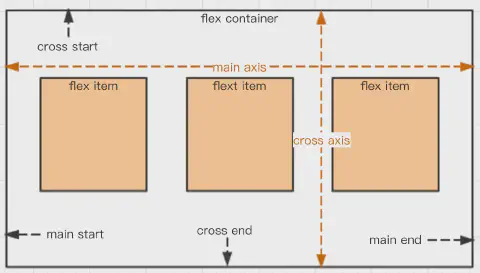 flex container
cross start
main axis
flex item
flext item
flex item
cross axis
main start
cross end
main end